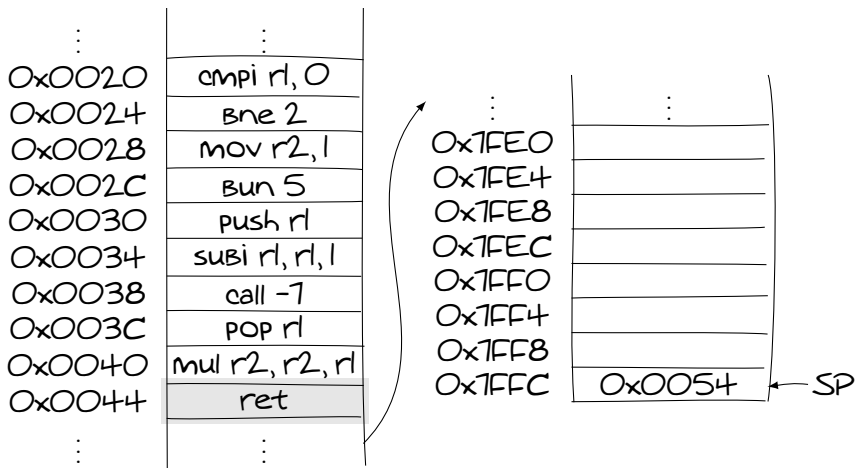 ⋮ ⋮
0x0020 cmpi r1, 0
0x0024 bne 2
0x0028 mov r2, 1
0x002C bun 5
0x0030 push r1
0x0034 subi r1, r1, 1
0x0038 call -7
0x003C pop r1
0x0040 mul r2, r2, r1
0x0044 ret
⋮ ⋮
⋮ ⋮
0x7FE0
0x7FE4
0x7FE8
0x7FEC
0x7FF0
0x7FF4
0x7FF8
0x7FFC 0x0054 SP